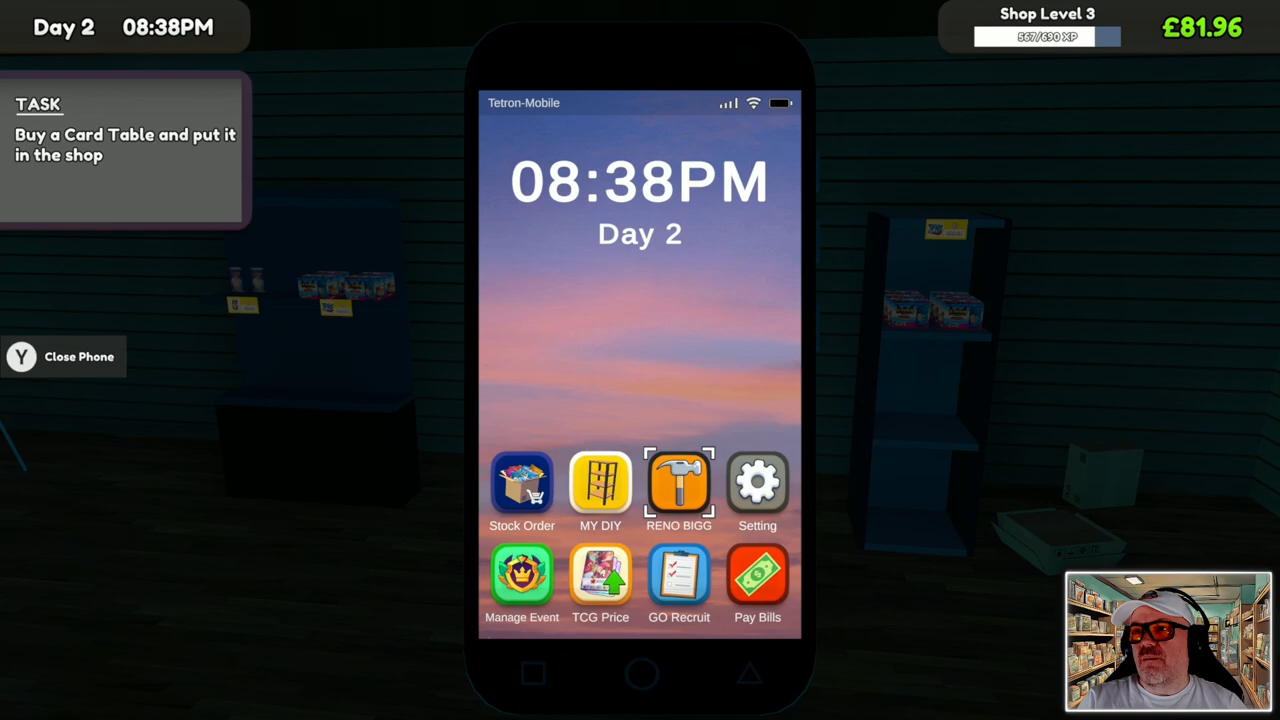 Day 2 08:38PM
Shop Level 3
567/690 XP
£81.96
TASK
Buy a Card Table and put it
in the shop
Y Close Phone
Tetron-Mobile
08:38PM
Day 2
Stock Order MY DIY RENO BIGG Setting
Manage Event TCG Price GO Recruit Pay Bills